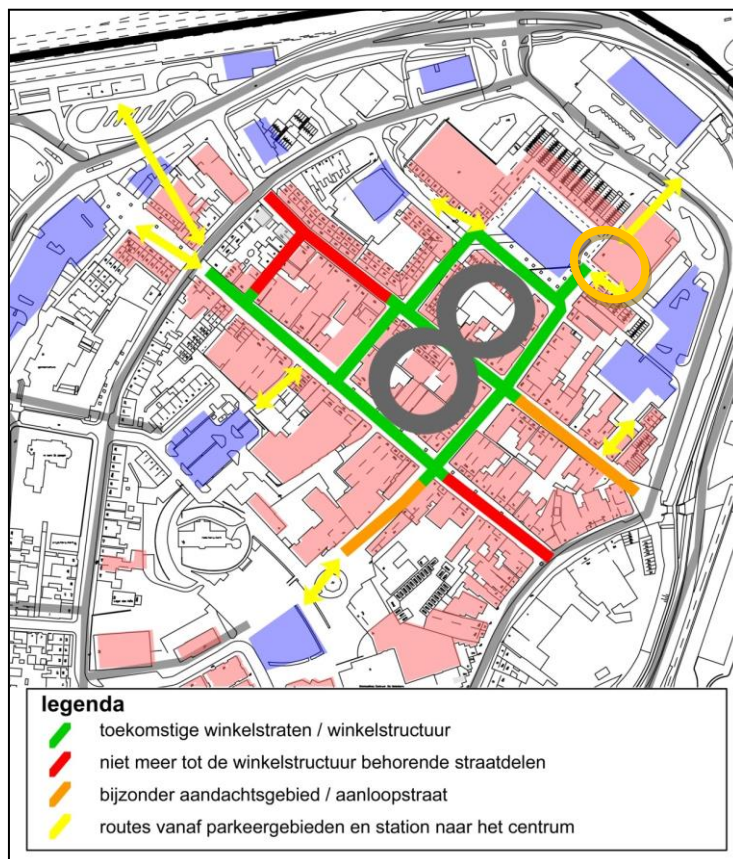 legenda
toekomstige winkelstraten / winkelstructuur
niet meer tot de winkelstructuur behorende straatdelen
bijzonder aandachtsgebied / aanloopstraat
routes vanaf parkeergebieden en station naar het centrum